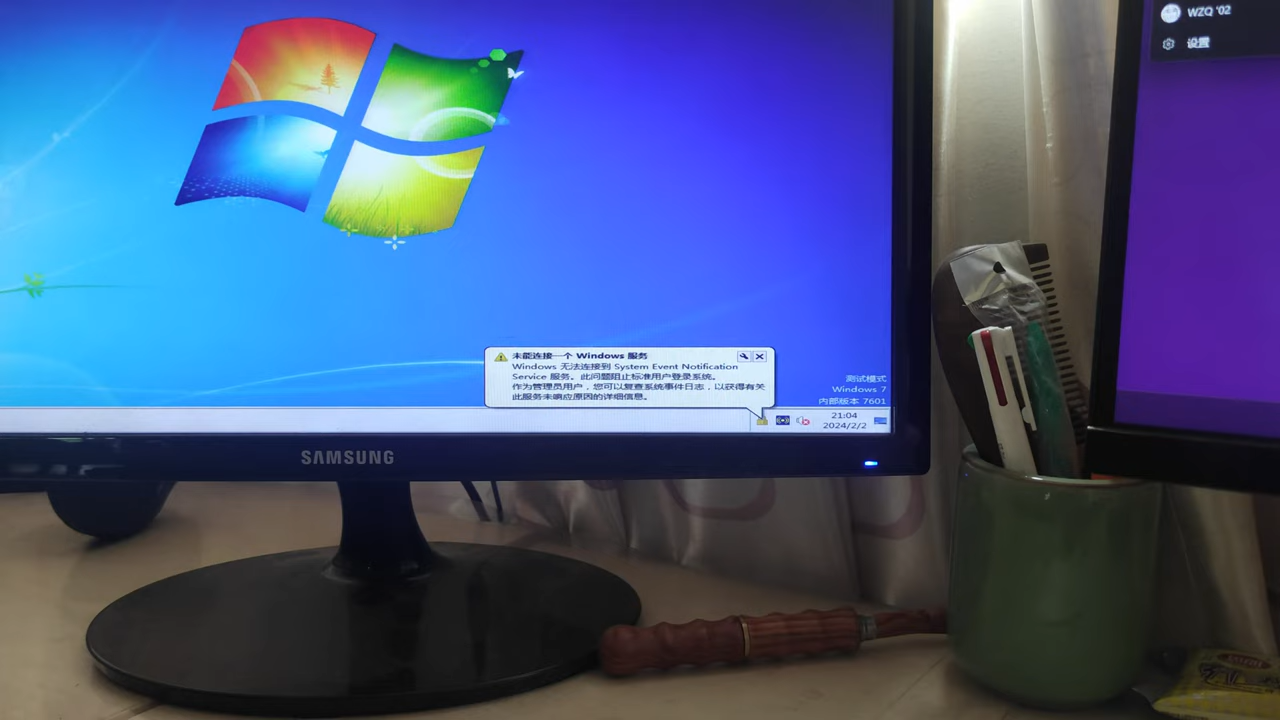 WZQ '02
设置
未能连接一个 Windows 服务
Windows 无法连接到 System Event Notification
Service 服务。此问题阻止标准用户登录系统。
作为管理员用户，您可以复查系统事件日志，以获得有关
此服务未响应原因的详细信息。
测试模式
Windows 7
内部版本 7601
21:04
2024/2/2
SAMSUNG